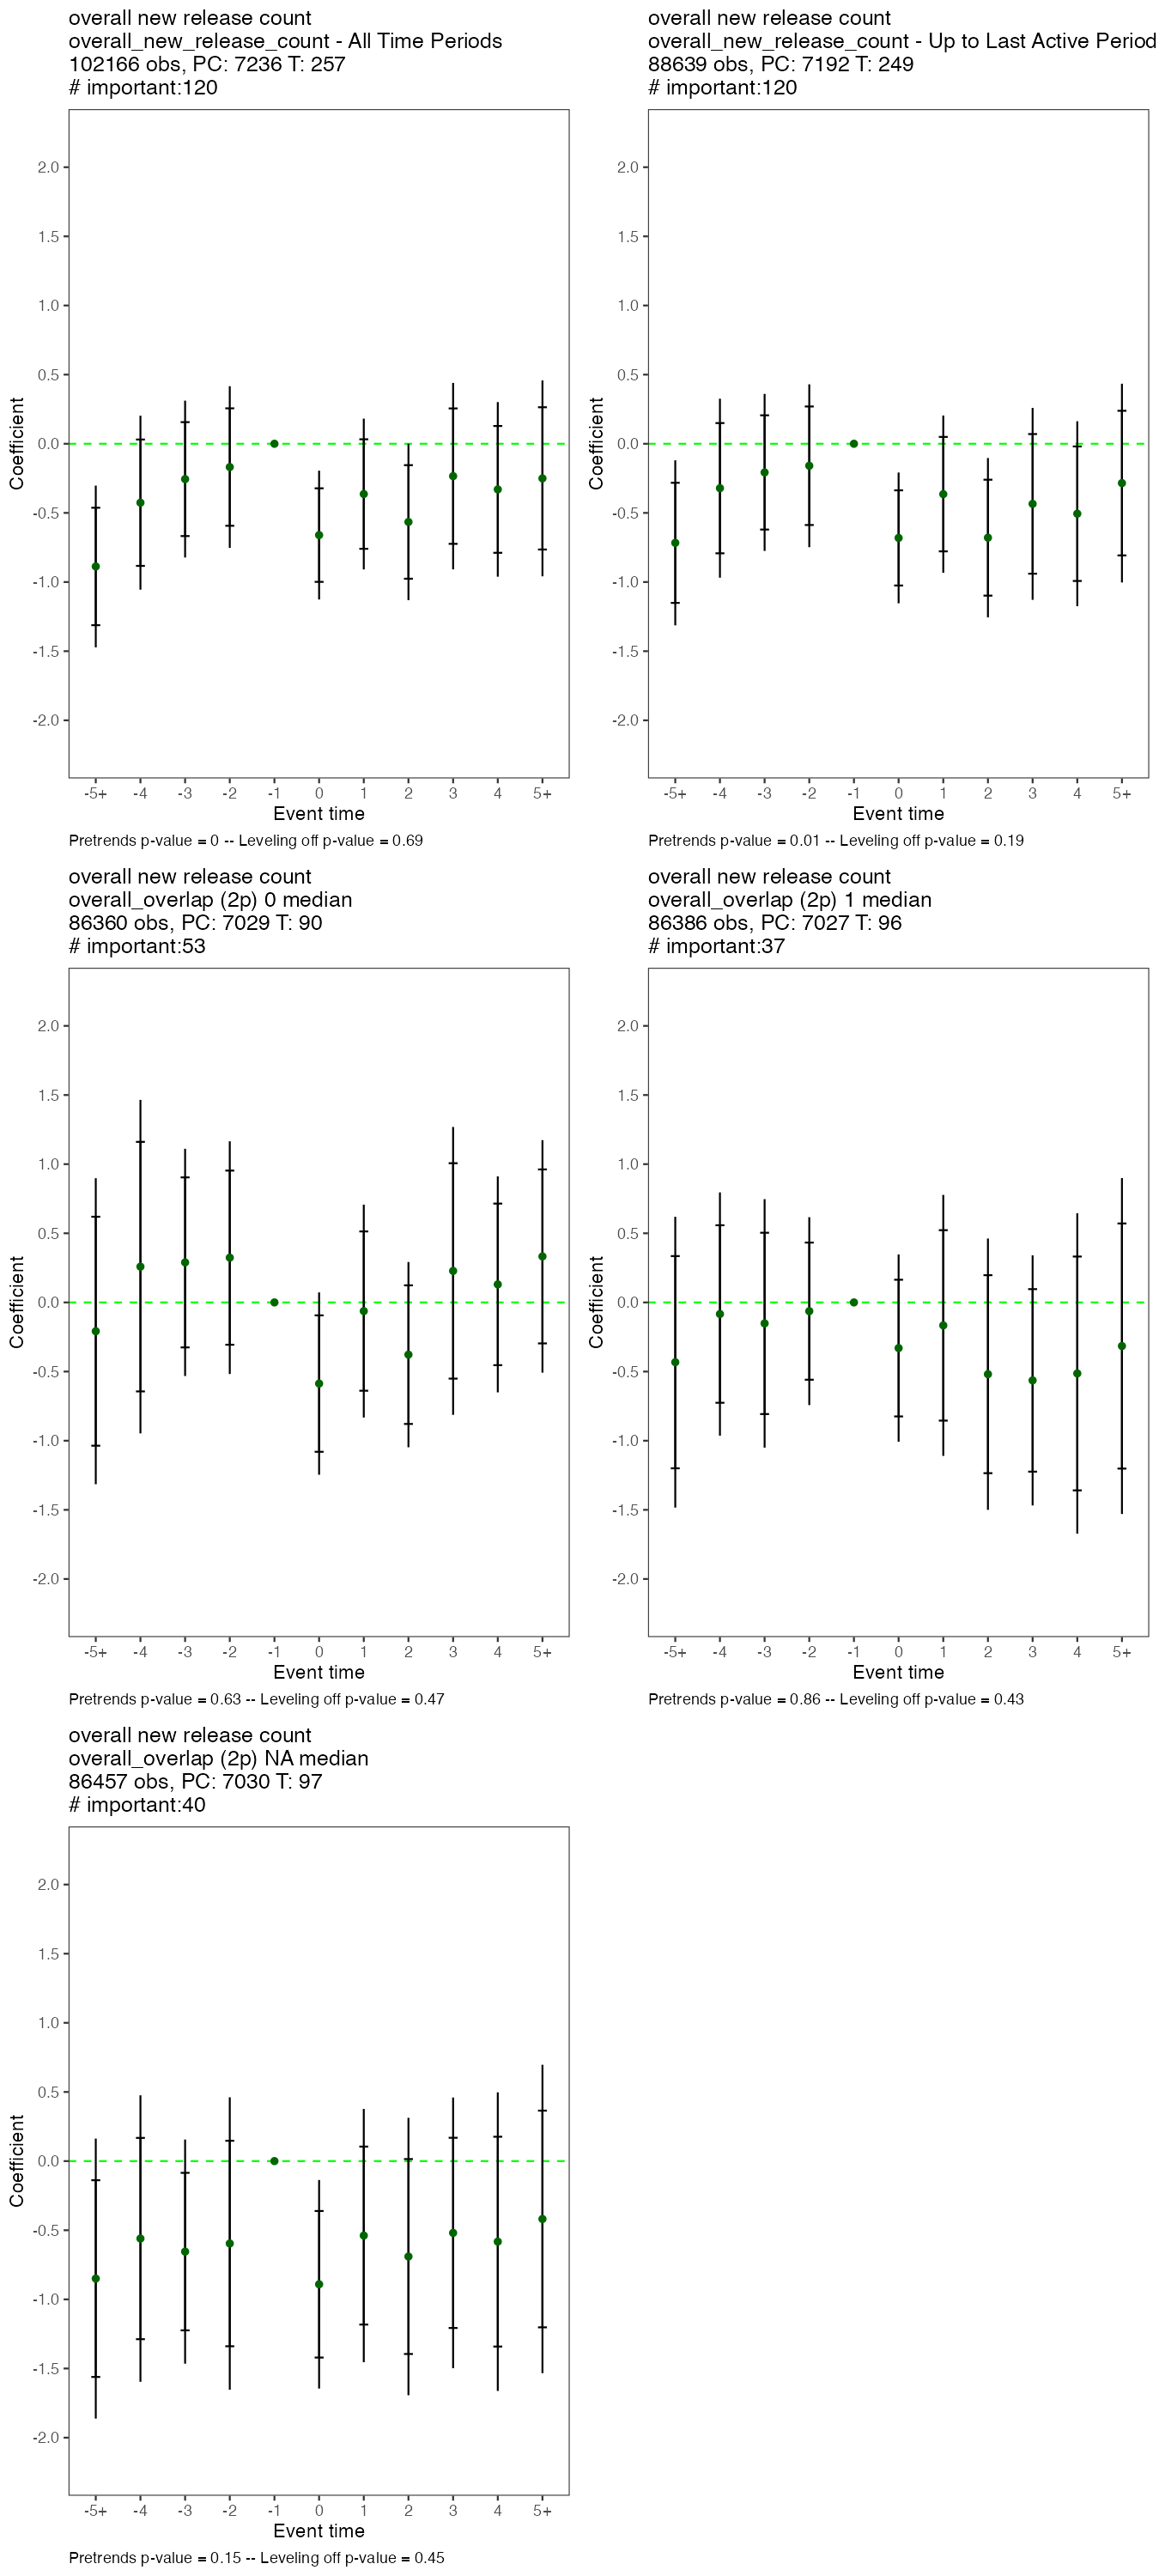 overall new release count
overall_new_release_count - All Time Periods
102166 obs, PC: 7236 T: 257
# important:120
2.0
1.5
1.0
0.5
0.0
-0.5
-1.0
-1.5
-2.0
Coefficient
-5+ -4 -3 -2 -1 0 1 2 3 4 5+
Event time
Pretrends p-value = 0 -- Leveling off p-value = 0.69
overall new release count
overall_new_release_count - Up to Last Active Period
88639 obs, PC: 7192 T: 249
# important:120
2.0
1.5
1.0
0.5
0.0
-0.5
-1.0
-1.5
-2.0
Coefficient
-5+ -4 -3 -2 -1 0 1 2 3 4 5+
Event time
Pretrends p-value = 0.01 -- Leveling off p-value = 0.19
overall new release count
overall_overlap (2p) 0 median
86360 obs, PC: 7029 T: 90
# important:53
2.0
1.5
1.0
0.5
0.0
-0.5
-1.0
-1.5
-2.0
Coefficient
-5+ -4 -3 -2 -1 0 1 2 3 4 5+
Event time
Pretrends p-value = 0.63 -- Leveling off p-value = 0.47
overall new release count
overall_overlap (2p) 1 median
86386 obs, PC: 7027 T: 96
# important:37
2.0
1.5
1.0
0.5
0.0
-0.5
-1.0
-1.5
-2.0
Coefficient
-5+ -4 -3 -2 -1 0 1 2 3 4 5+
Event time
Pretrends p-value = 0.86 -- Leveling off p-value = 0.43
overall new release count
overall_overlap (2p) NA median
86457 obs, PC: 7030 T: 97
# important:40
2.0
1.5
1.0
0.5
0.0
-0.5
-1.0
-1.5
-2.0
Coefficient
-5+ -4 -3 -2 -1 0 1 2 3 4 5+
Event time
Pretrends p-value = 0.15 -- Leveling off p-value = 0.45